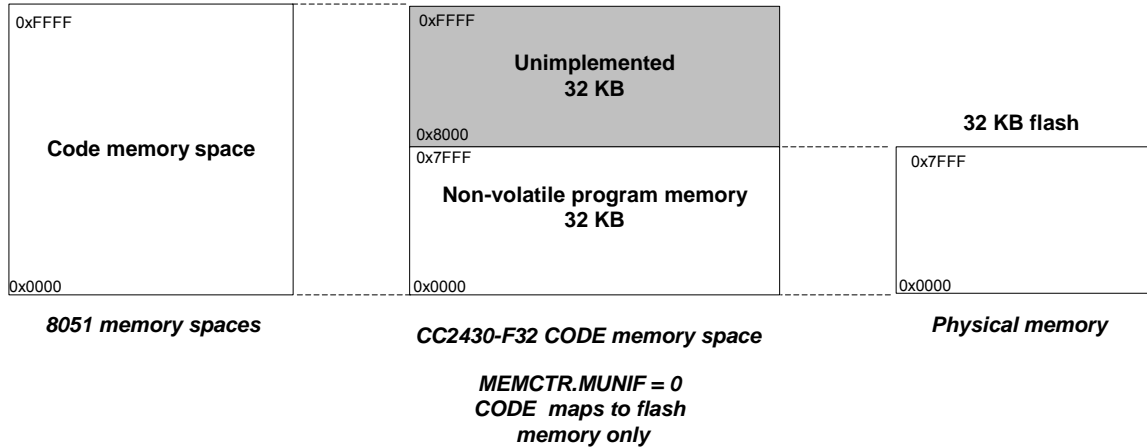 0xFFFF
Code memory space
0x0000
8051 memory spaces
0xFFFF
Unimplemented
32 KB
0x8000
0x7FFF
Non-volatile program memory
32 KB
0x0000
CC2430-F32 CODE memory space
MEMCTR.MUNIF = 0
CODE maps to flash
memory only
32 KB flash
0x7FFF
0x0000
Physical memory